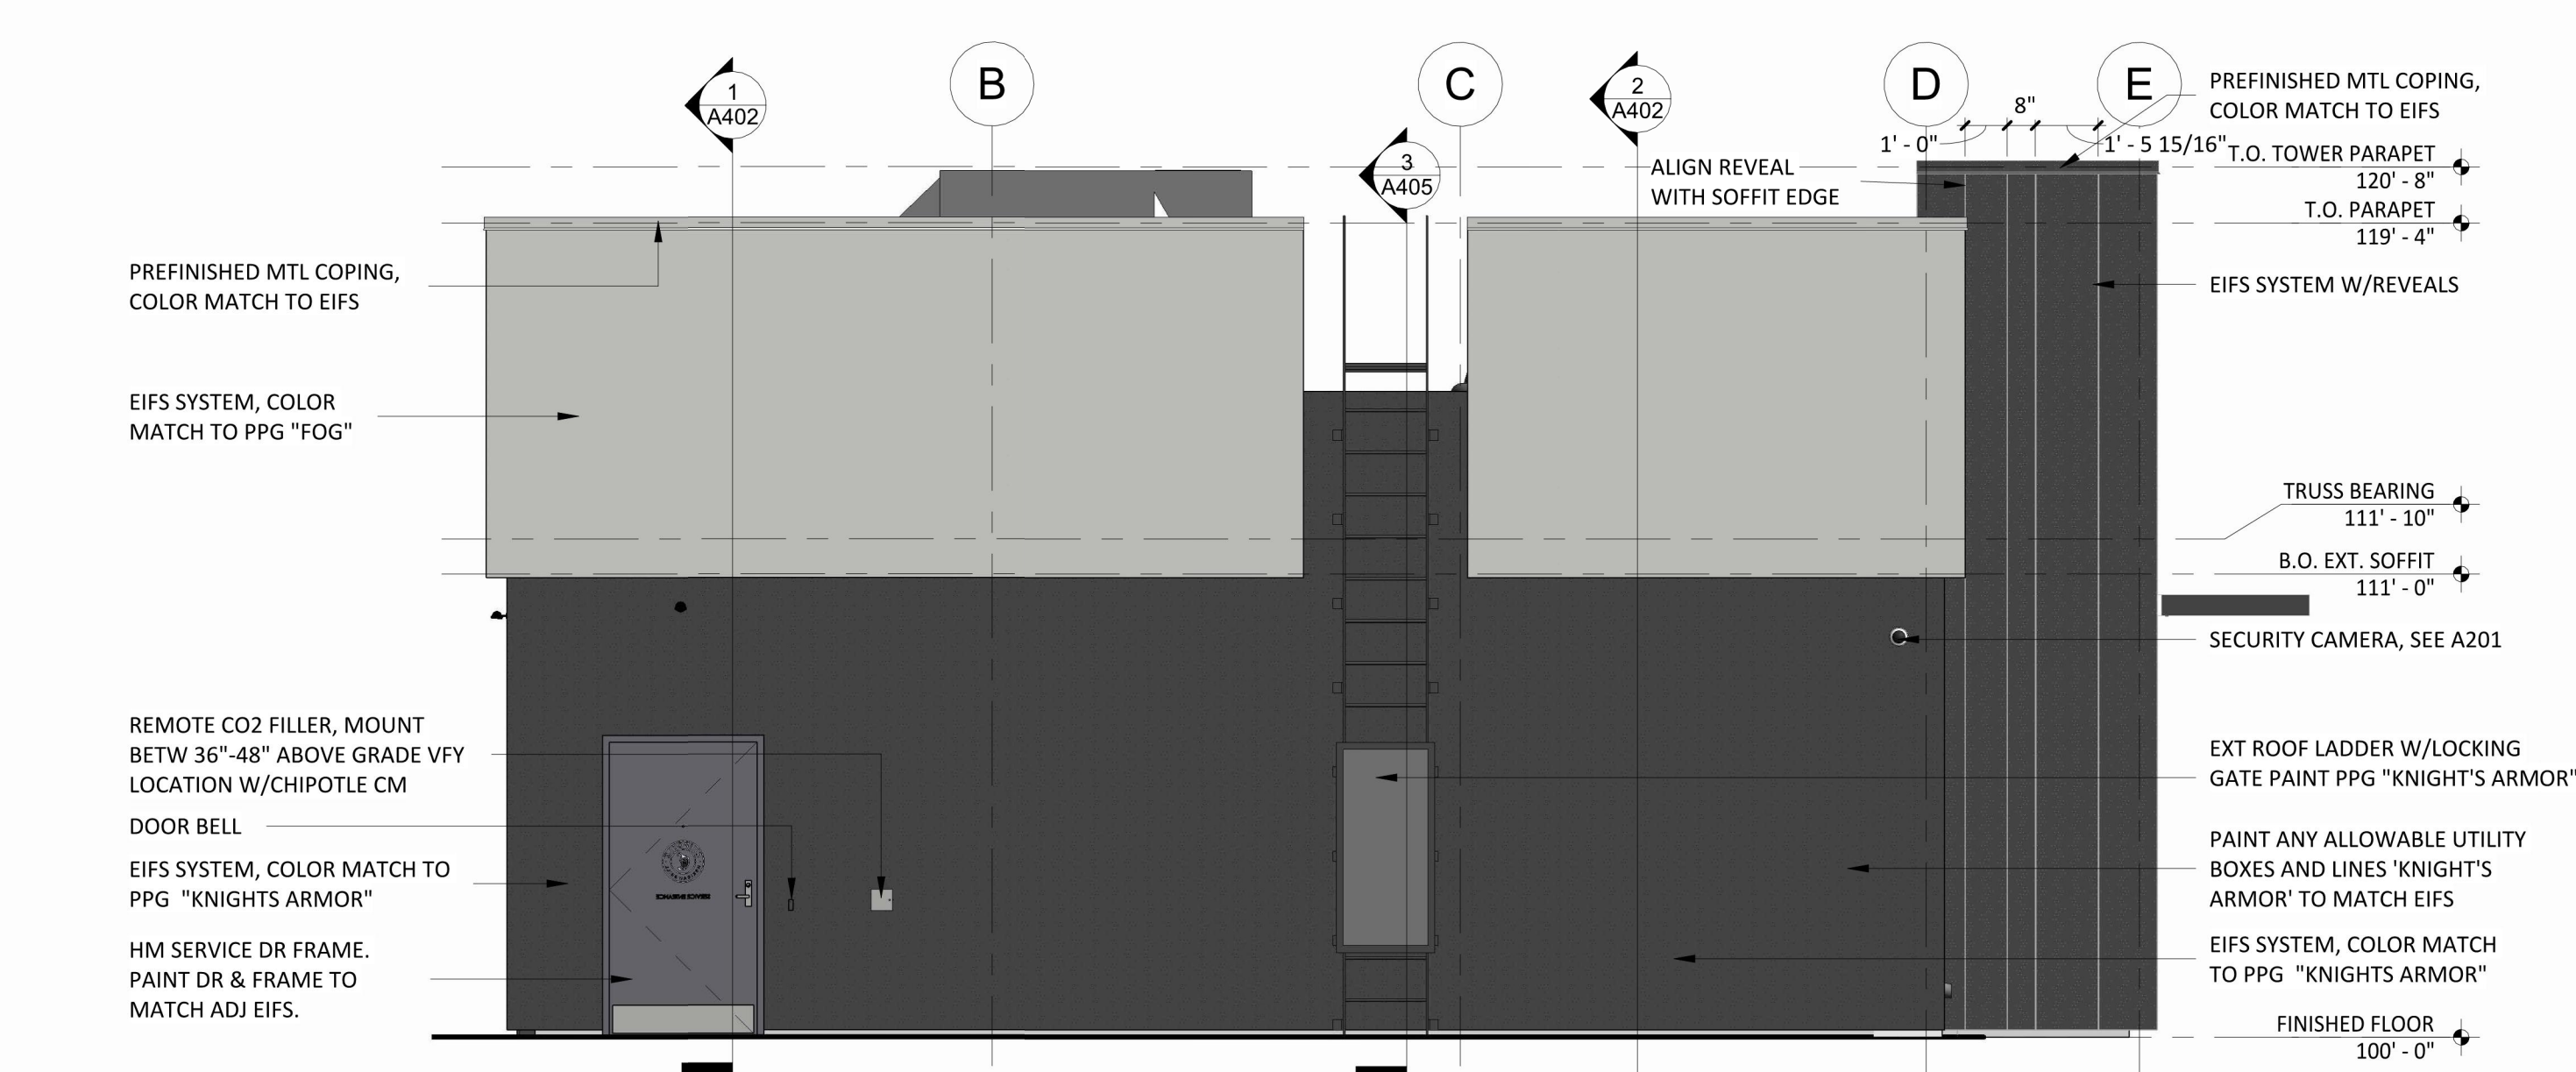 1
A402
B
C
2
A402
D
E
3
A405
8"
1' - 0"
1' - 5 15/16"
PREFINISHED MTL COPING,
COLOR MATCH TO EIFS
ALIGN REVEAL
WITH SOFFIT EDGE
T.O. TOWER PARAPET
120' - 8"
T.O. PARAPET
119' - 4"
EIFS SYSTEM W/REVEALS
TRUSS BEARING
111' - 10"
B.O. EXT. SOFFIT
111' - 0"
SECURITY CAMERA, SEE A201
EXT ROOF LADDER W/LOCKING
GATE PAINT PPG "KNIGHT'S ARMOR"
PAINT ANY ALLOWABLE UTILITY
BOXES AND LINES 'KNIGHT'S
ARMOR' TO MATCH EIFS
EIFS SYSTEM, COLOR MATCH
TO PPG "KNIGHTS ARMOR"
FINISHED FLOOR
100' - 0"
PREFINISHED MTL COPING,
COLOR MATCH TO EIFS
EIFS SYSTEM, COLOR
MATCH TO PPG "FOG"
REMOTE CO2 FILLER, MOUNT
BETW 36"-48" ABOVE GRADE VFY
LOCATION W/CHIPOTLE CM
DOOR BELL
EIFS SYSTEM, COLOR MATCH TO
PPG "KNIGHTS ARMOR"
HM SERVICE DR FRAME.
PAINT DR & FRAME TO
MATCH ADJ EIFS.